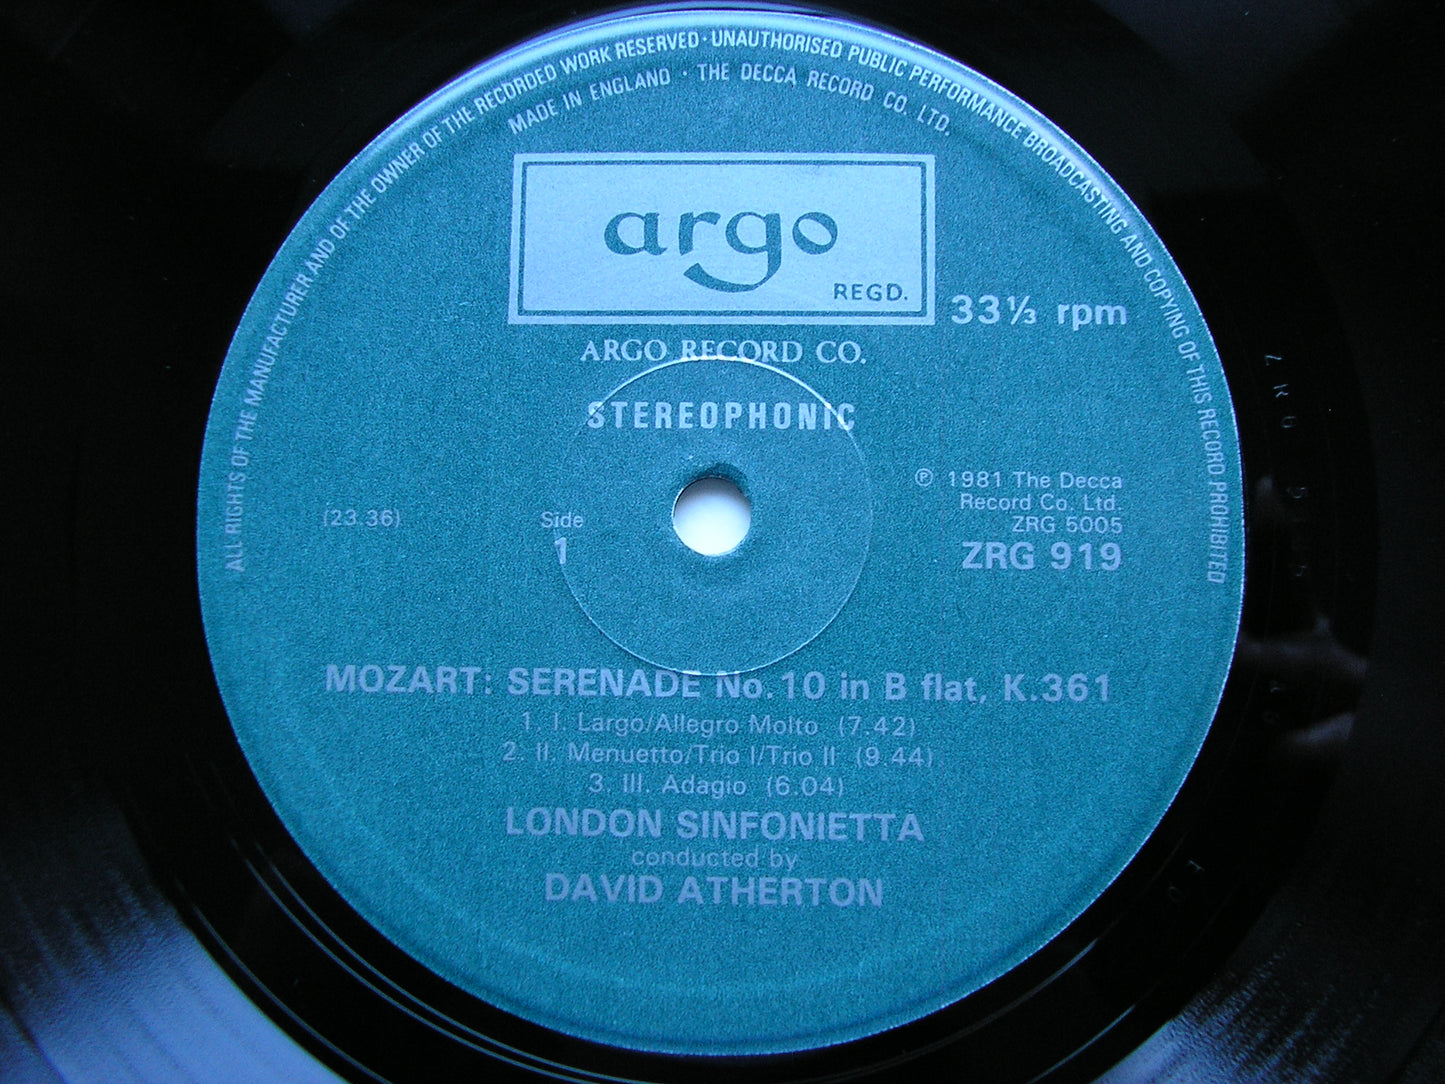 ALL RIGHTS OF THE MANUFACTURER AND OF THE OWNER OF THE RECORDED WORK RESERVED · UNAUTHORISED PUBLIC PERFORMANCE BROADCASTING AND COPYING OF THIS RECORD PROHIBITED
MADE IN ENGLAND · THE DECCA RECORD CO. LTD.
argo
REGD.
33⅓ rpm
ARGO RECORD CO.
STEREOPHONIC
℗ 1981 The Decca
Record Co. Ltd.
ZRG 5005
ZRG 919
(23.36)
Side
1
MOZART: SERENADE No. 10 in B flat, K.361
1. I. Largo/Allegro Molto (7.42)
2. II. Menuetto/Trio I/Trio II (9.44)
3. III. Adagio (6.04)
LONDON SINFONIETTA
conducted by
DAVID ATHERTON
ZRG